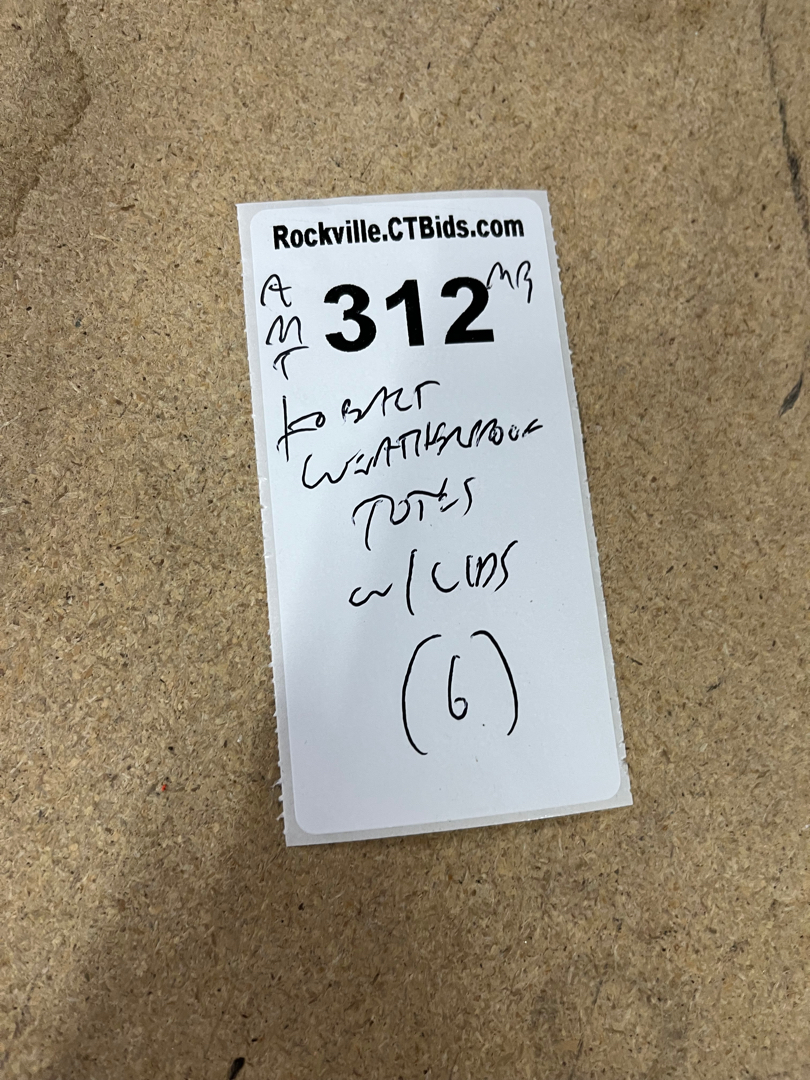 Rockville.CTBids.com
A
M
T
312 MB
KOBALT
WEATHERPROOF
TOTES
w/ LIDS
(6)